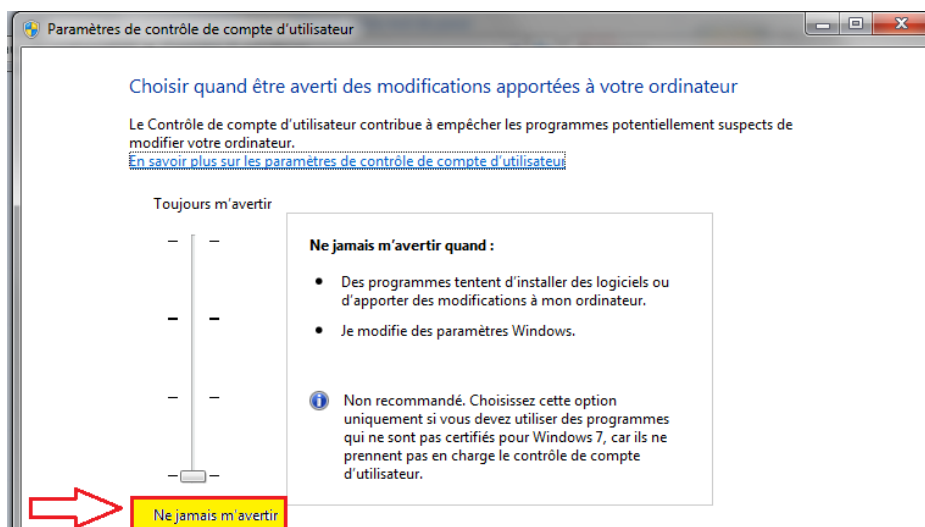 Paramètres de contrôle de compte d'utilisateur
Choisir quand être averti des modifications apportées à votre ordinateur
Le Contrôle de compte d'utilisateur contribue à empêcher les programmes potentiellement suspects de
modifier votre ordinateur.
En savoir plus sur les paramètres de contrôle de compte d'utilisateur
Toujours m'avertir
Ne jamais m'avertir quand :
• Des programmes tentent d'installer des logiciels ou
d'apporter des modifications à mon ordinateur.
• Je modifie des paramètres Windows.
Non recommandé. Choisissez cette option
uniquement si vous devez utiliser des programmes
qui ne sont pas certifiés pour Windows 7, car ils ne
prennent pas en charge le contrôle de compte
d'utilisateur.
Ne jamais m'avertir